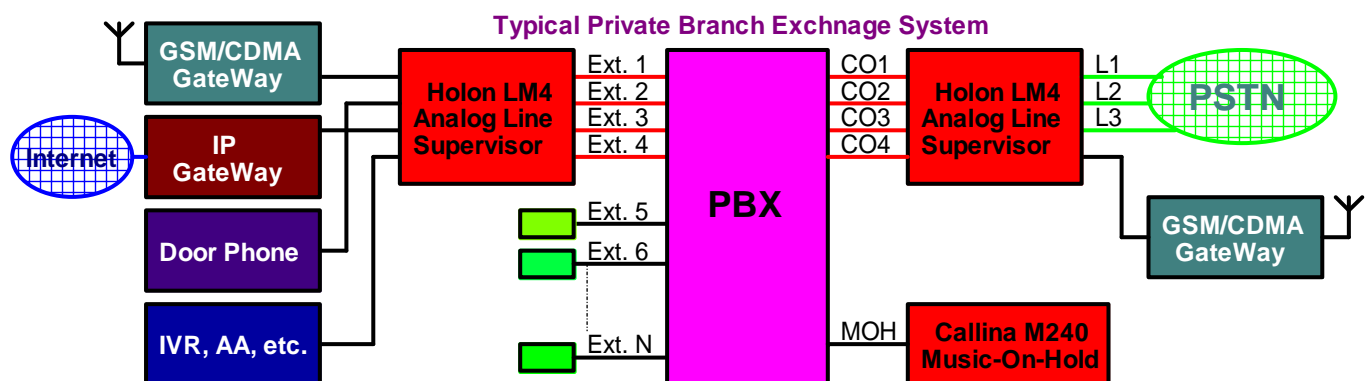 Typical Private Branch Exchnage System
GSM/CDMA
GateWay
Internet
IP
GateWay
Door Phone
IVR, AA, etc.
Holon LM4
Analog Line
Supervisor
Ext. 1
Ext. 2
Ext. 3
Ext. 4
Ext. 5
Ext. 6
Ext. N
PBX
CO1
CO2
CO3
CO4
MOH
Holon LM4
Analog Line
Supervisor
L1
L2
L3
PSTN
GSM/CDMA
GateWay
Callina M240
Music-On-Hold